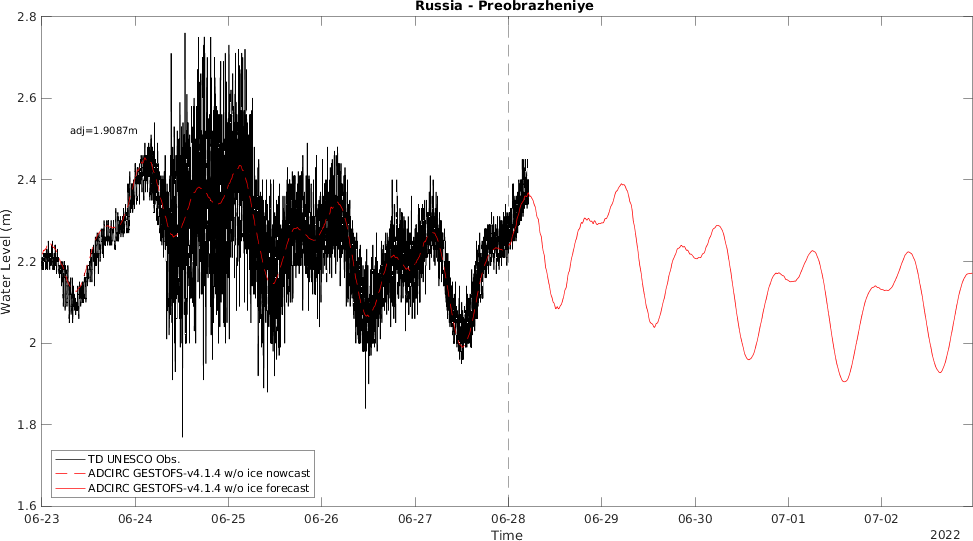 Russia - Preobrazheniye
2.8
2.6
adj=1.9087m
2.4
2.2
2
1.8
1.6
Water Level (m)
TD UNESCO Obs.
ADCIRC GESTOFS-v4.1.4 w/o ice nowcast
ADCIRC GESTOFS-v4.1.4 w/o ice forecast
06-23 06-24 06-25 06-26 06-27 06-28 06-29 06-30 07-01 07-02
Time
2022